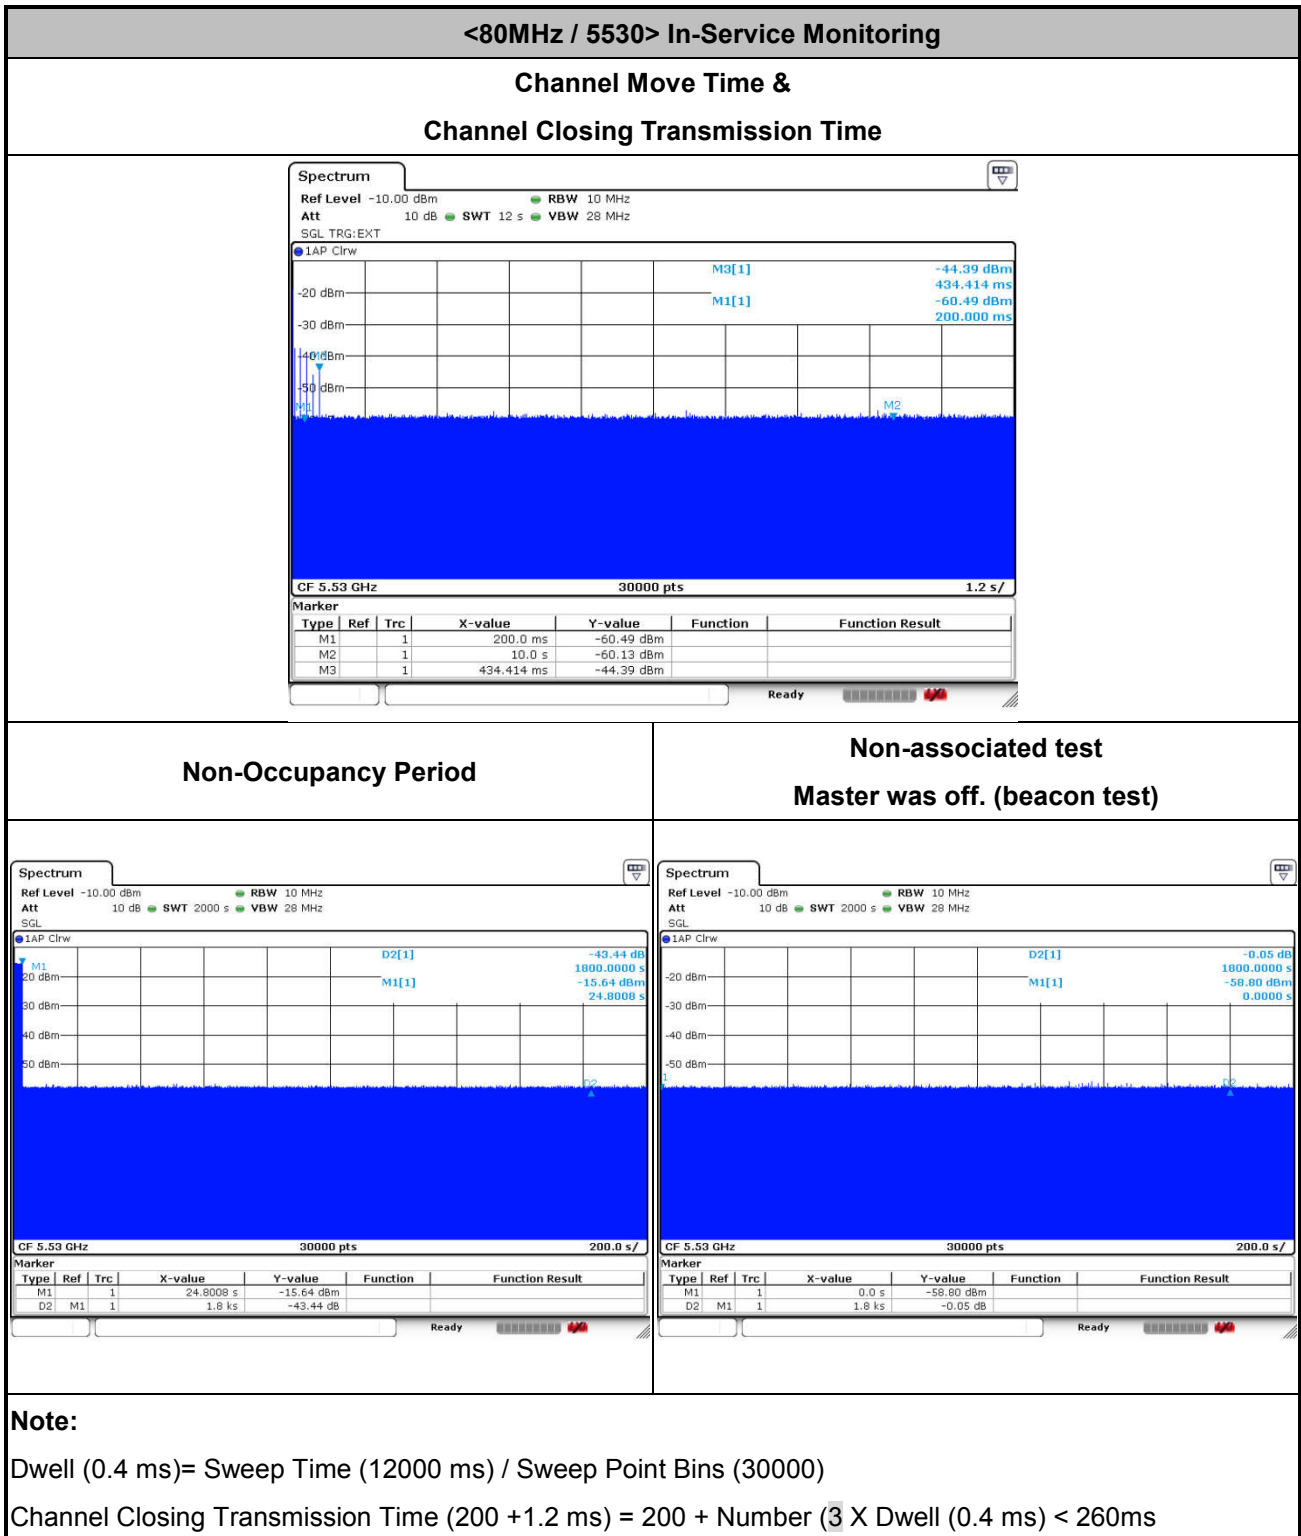 <80MHz / 5530> In-Service Monitoring
Channel Move Time &
Channel Closing Transmission Time
Spectrum
Ref Level -10.00 dBm RBW 10 MHz
Att 10 dB SWT 12 s VBW 28 MHz
SGL TRG:EXT
1AP Clrw
M3[1] -44.39 dBm
434.414 ms
-20 dBm
M1[1] -60.49 dBm
200.000 ms
-30 dBm
-40 dBm
M3
-50 dBm
M1
M2
CF 5.53 GHz 30000 pts 1.2 s/
Marker
Type Ref Trc X-value Y-value Function Function Result
M1 1 200.0 ms -60.49 dBm
M2 1 10.0 s -60.13 dBm
M3 1 434.414 ms -44.39 dBm
Ready
Non-Occupancy Period
Non-associated test
Master was off. (beacon test)
Spectrum
Ref Level -10.00 dBm RBW 10 MHz
Att 10 dB SWT 2000 s VBW 28 MHz
SGL
1AP Clrw
D2[1] -43.44 dB
1800.0000 s
M1
20 dBm
M1[1] -15.64 dBm
24.8008 s
30 dBm
40 dBm
50 dBm
D2
CF 5.53 GHz 30000 pts 200.0 s/
Marker
Type Ref Trc X-value Y-value Function Function Result
M1 1 24.8008 s -15.64 dBm
D2 M1 1 1.8 ks -43.44 dB
Ready
Spectrum
Ref Level -10.00 dBm RBW 10 MHz
Att 10 dB SWT 2000 s VBW 28 MHz
SGL
1AP Clrw
D2[1] -0.05 dB
1800.0000 s
-20 dBm
M1[1] -58.80 dBm
0.0000 s
-30 dBm
-40 dBm
-50 dBm
1
D2
CF 5.53 GHz 30000 pts 200.0 s/
Marker
Type Ref Trc X-value Y-value Function Function Result
M1 1 0.0 s -58.80 dBm
D2 M1 1 1.8 ks -0.05 dB
Ready
Note:
Dwell (0.4 ms)= Sweep Time (12000 ms) / Sweep Point Bins (30000)
Channel Closing Transmission Time (200 +1.2 ms) = 200 + Number (3 X Dwell (0.4 ms) < 260ms